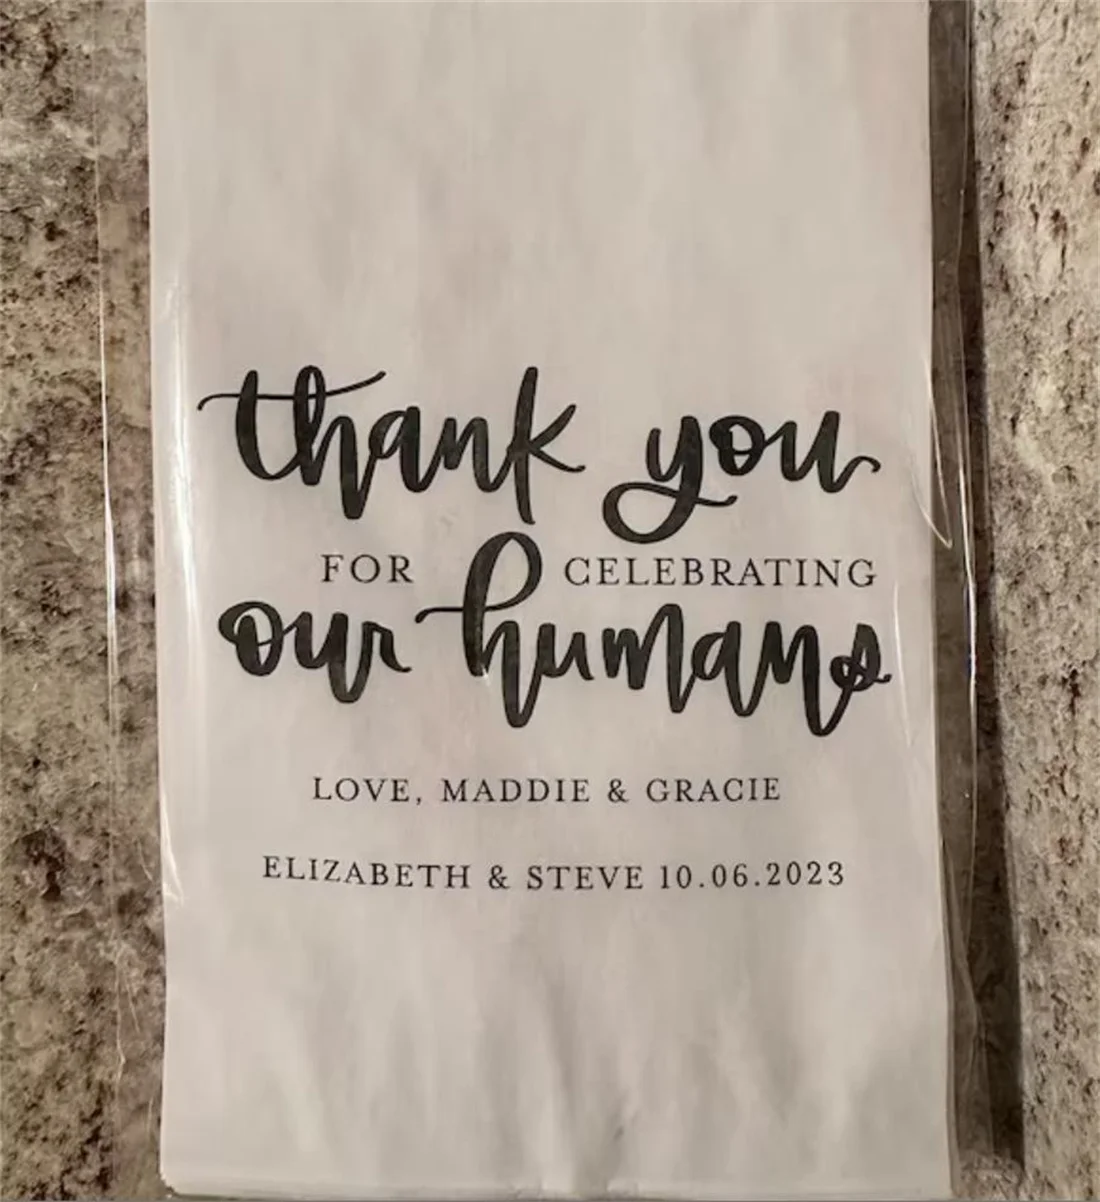 thank you
FOR CELEBRATING
our humans
LOVE, MADDIE & GRACIE
ELIZABETH & STEVE 10.06.2023